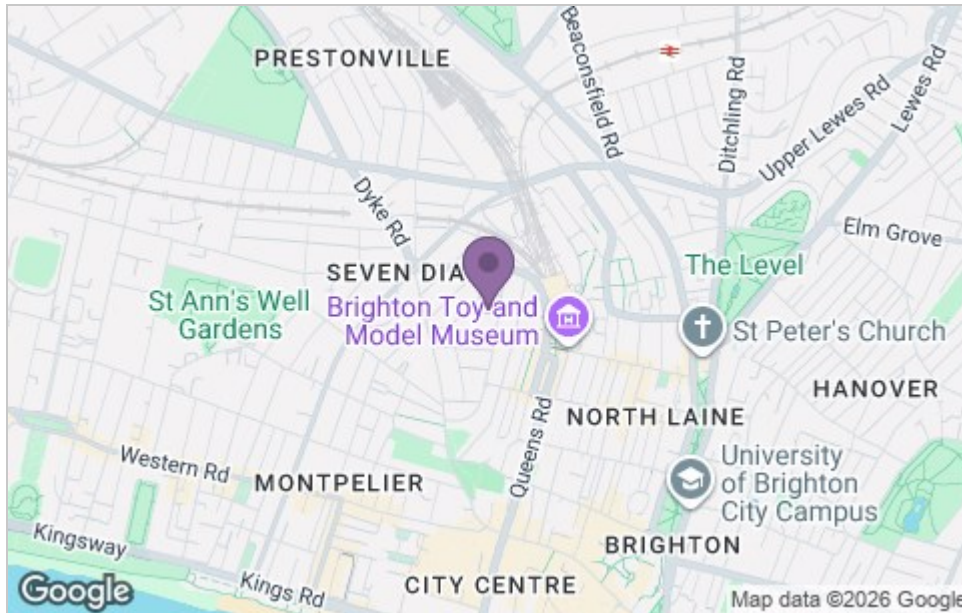 PRESTONVILLE
Beaconsfield Rd
Ditchling Rd
Upper Lewes Rd
Lewes Rd
Dyke Rd
Elm Grove
SEVEN DIA
The Level
St Ann's Well
Gardens
Brighton Toy and
Model Museum
St Peter's Church
HANOVER
NORTH LAINE
Queens Rd
Western Rd
MONTPELIER
University
of Brighton
City Campus
Kingsway
BRIGHTON
Kings Rd
CITY CENTRE
Google
Map data ©2026 Google